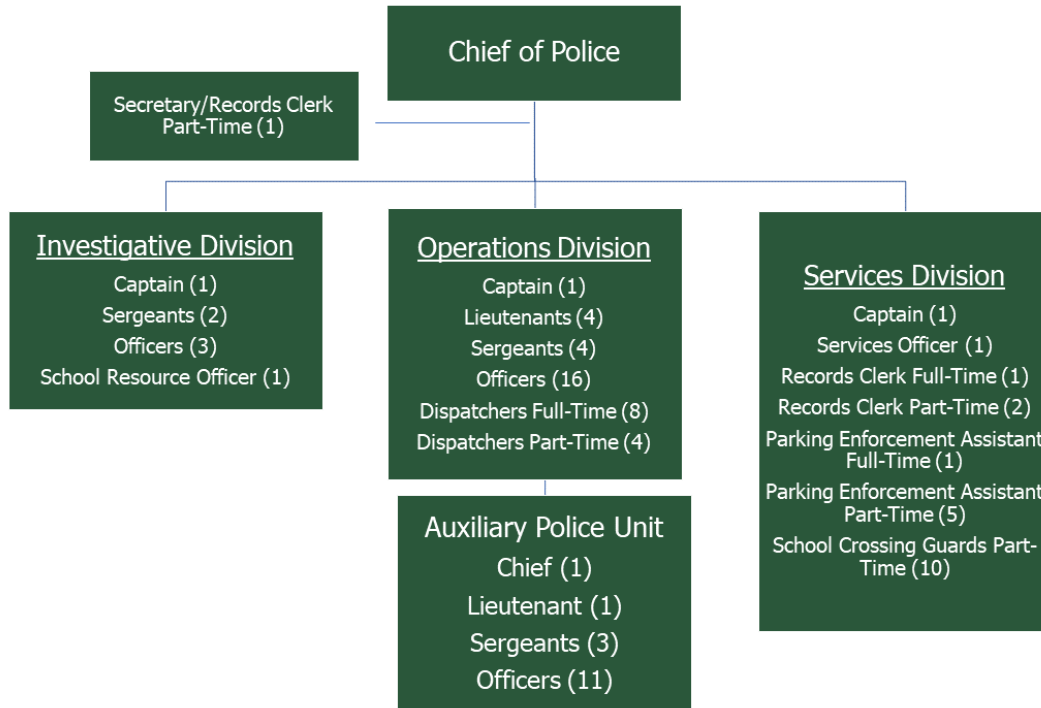 Chief of Police
Secretary/Records Clerk
Part-Time (1)
Investigative Division
Captain (1)
Sergeants (2)
Officers (3)
School Resource Officer (1)
Operations Division
Captain (1)
Lieutenants (4)
Sergeants (4)
Officers (16)
Dispatchers Full-Time (8)
Dispatchers Part-Time (4)
Auxiliary Police Unit
Chief (1)
Lieutenant (1)
Sergeants (3)
Officers (11)
Services Division
Captain (1)
Services Officer (1)
Records Clerk Full-Time (1)
Records Clerk Part-Time (2)
Parking Enforcement Assistant
Full-Time (1)
Parking Enforcement Assistant
Part-Time (5)
School Crossing Guards Part-
Time (10)